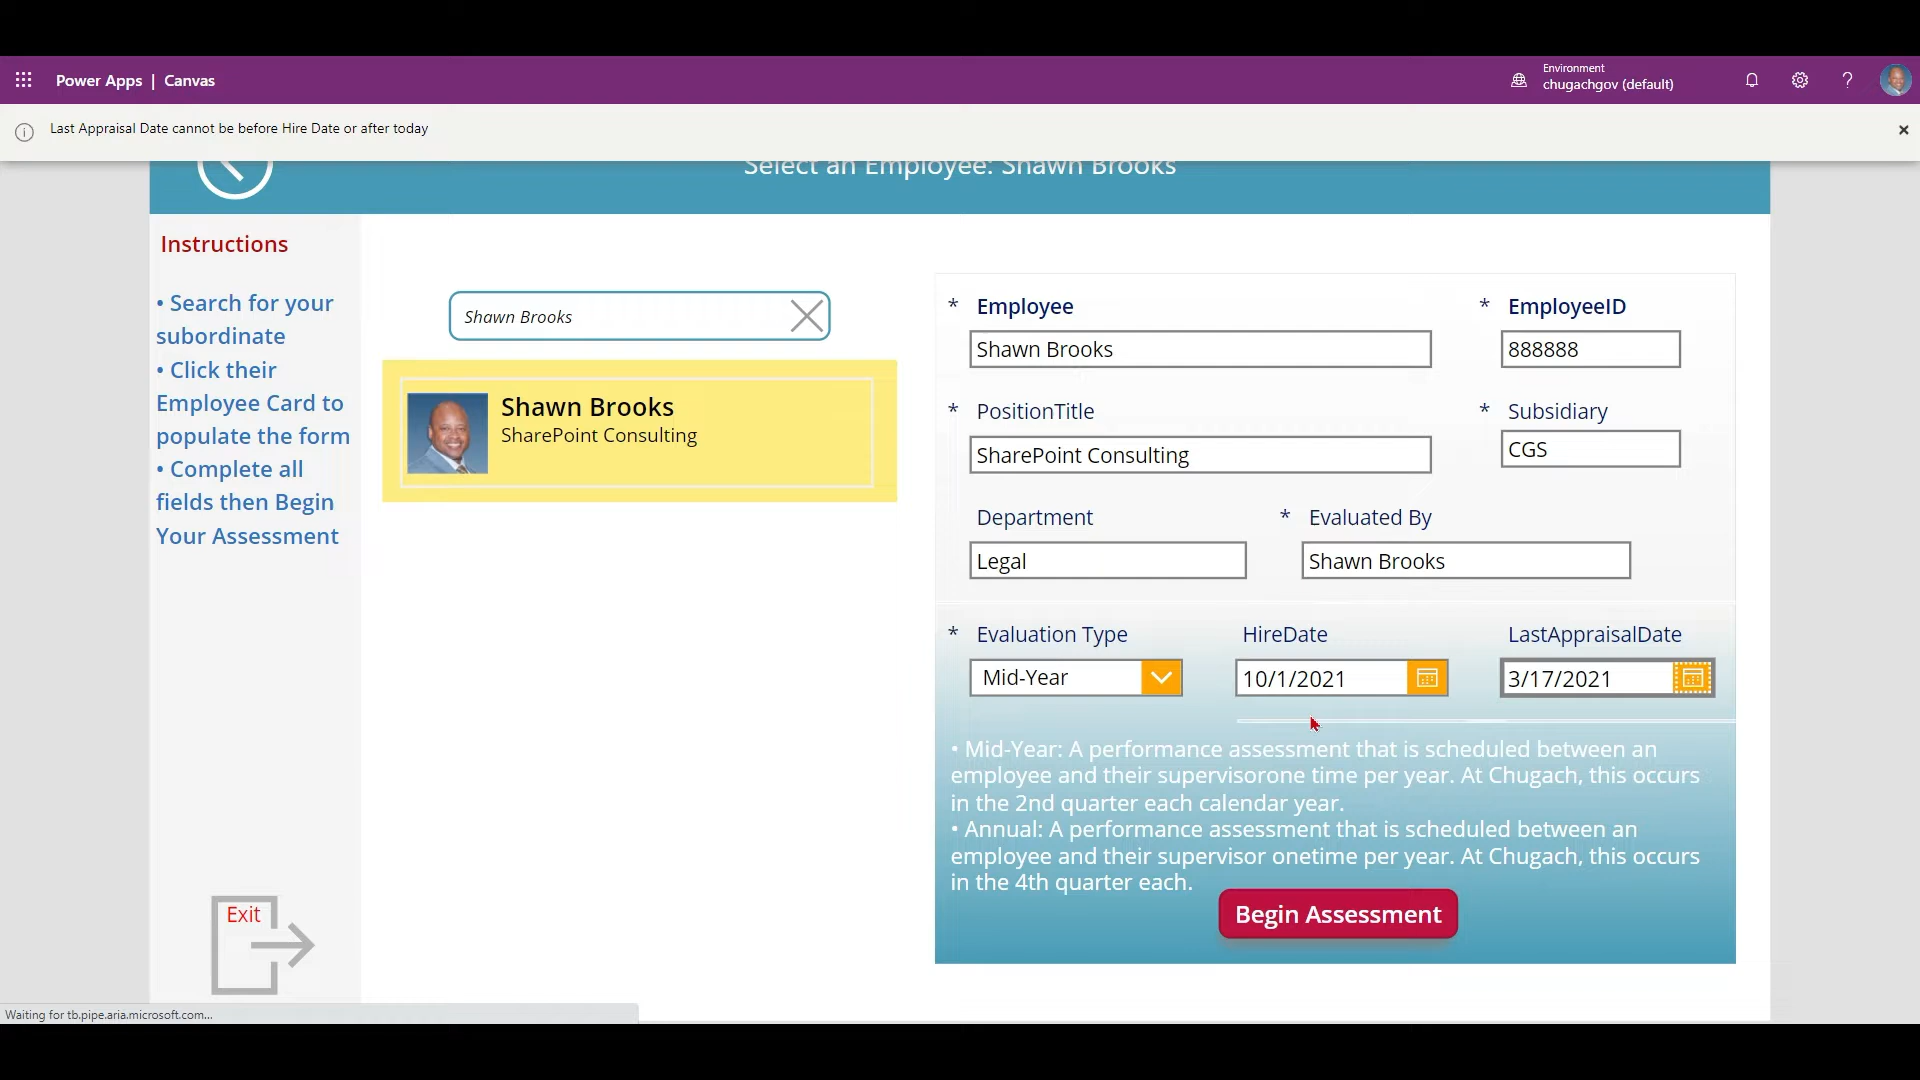 Power Apps | Canvas
Environment
chugachgov (default)
?
Last Appraisal Date cannot be before Hire Date or after today
Select an Employee: Shawn Brooks
Instructions
• Search for your
subordinate
• Click their
Employee Card to
populate the form
• Complete all
fields then Begin
Your Assessment
Exit
Shawn Brooks
Shawn Brooks
SharePoint Consulting
* Employee
Shawn Brooks
* EmployeeID
888888
* PositionTitle
SharePoint Consulting
* Subsidiary
CGS
Department
Legal
* Evaluated By
Shawn Brooks
* Evaluation Type
Mid-Year
HireDate
10/1/2021
LastAppraisalDate
3/17/2021
• Mid-Year: A performance assessment that is scheduled between an
employee and their supervisorone time per year. At Chugach, this occurs
in the 2nd quarter each calendar year.
• Annual: A performance assessment that is scheduled between an
employee and their supervisor onetime per year. At Chugach, this occurs
in the 4th quarter each.
Begin Assessment
Waiting for tb.pipe.aria.microsoft.com...